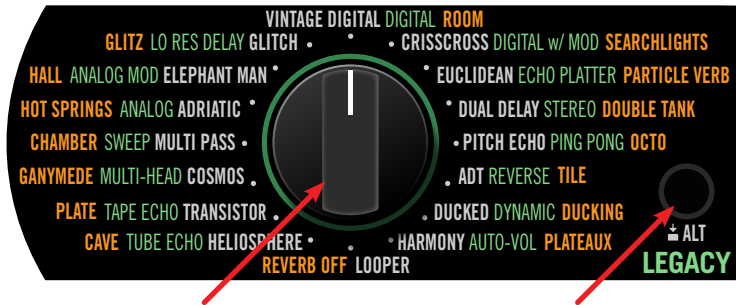 VINTAGE DIGITAL DIGITAL ROOM
GLITZ LO RES DELAY GLITCH
CRISSCROSS DIGITAL w/ MOD SEARCHLIGHTS
HALL ANALOG MOD ELEPHANT MAN
EUCLIDEAN ECHO PLATTER PARTICLE VERB
HOT SPRINGS ANALOG ADRIATIC
DUAL DELAY STEREO DOUBLE TANK
CHAMBER SWEEP MULTI PASS
PITCH ECHO PING PONG OCTO
GANYMEDE MULTI-HEAD COSMOS
ADT REVERSE TILE
PLATE TAPE ECHO TRANSISTOR
DUCKED DYNAMIC DUCKING
CAVE TUBE ECHO HELIOSPHERE
HARMONY AUTO-VOL PLATEAUX
REVERB OFF LOOPER
ALT
LEGACY